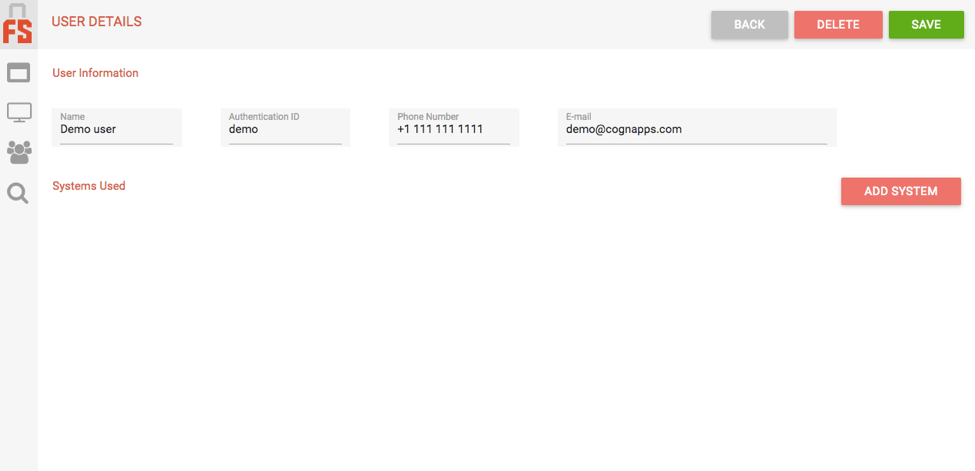 FS
USER DETAILS
BACK
DELETE
SAVE
User Information
Name
Demo user
Authentication ID
demo
Phone Number
+1 111 111 1111
E-mail
demo@cognapps.com
Systems Used
ADD SYSTEM